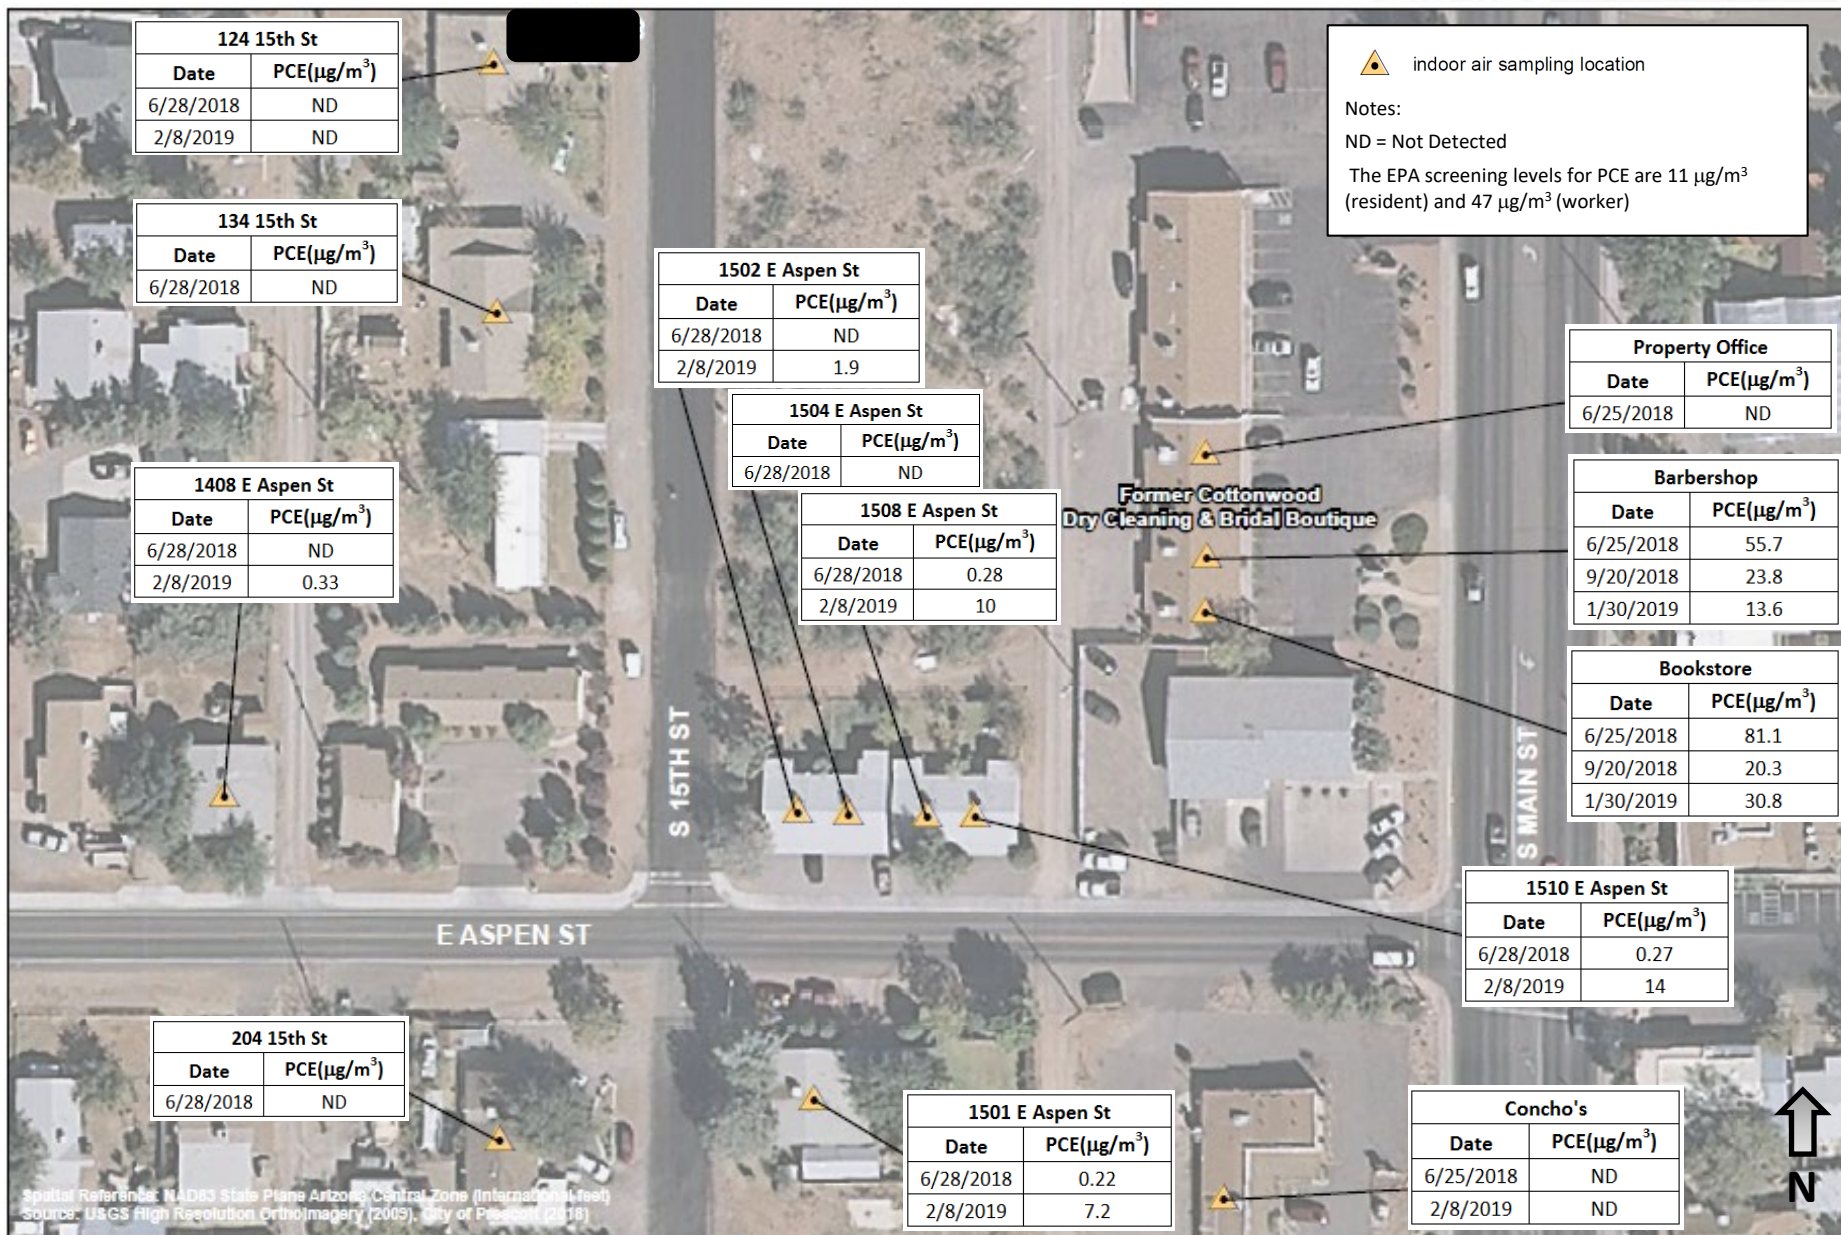 124 15th St
Date PCE(µg/m³)
6/28/2018 ND
2/8/2019 ND
indoor air sampling location
Notes:
ND = Not Detected
The EPA screening levels for PCE are 11 µg/m³
(resident) and 47 µg/m³ (worker)
134 15th St
Date PCE(µg/m³)
6/28/2018 ND
1502 E Aspen St
Date PCE(µg/m³)
6/28/2018 ND
2/8/2019 1.9
Property Office
Date PCE(µg/m³)
6/25/2018 ND
1504 E Aspen St
Date PCE(µg/m³)
6/28/2018 ND
1408 E Aspen St
Date PCE(µg/m³)
6/28/2018 ND
2/8/2019 0.33
1508 E Aspen St
Date PCE(µg/m³)
6/28/2018 0.28
2/8/2019 10
Former Cottonwood
Dry Cleaning & Bridal Boutique
Barbershop
Date PCE(µg/m³)
6/25/2018 55.7
9/20/2018 23.8
1/30/2019 13.6
Bookstore
Date PCE(µg/m³)
6/25/2018 81.1
9/20/2018 20.3
1/30/2019 30.8
S 15TH ST
S MAIN ST
1510 E Aspen St
Date PCE(µg/m³)
6/28/2018 0.27
2/8/2019 14
E ASPEN ST
204 15th St
Date PCE(µg/m³)
6/28/2018 ND
1501 E Aspen St
Date PCE(µg/m³)
6/28/2018 0.22
2/8/2019 7.2
Concho's
Date PCE(µg/m³)
6/25/2018 ND
2/8/2019 ND
N
Spatial Reference: NAD83 State Plane Arizona Central Zone (International feet)
Source: USGS High Resolution Orthoimagery (2009), City of Prescott (2018)